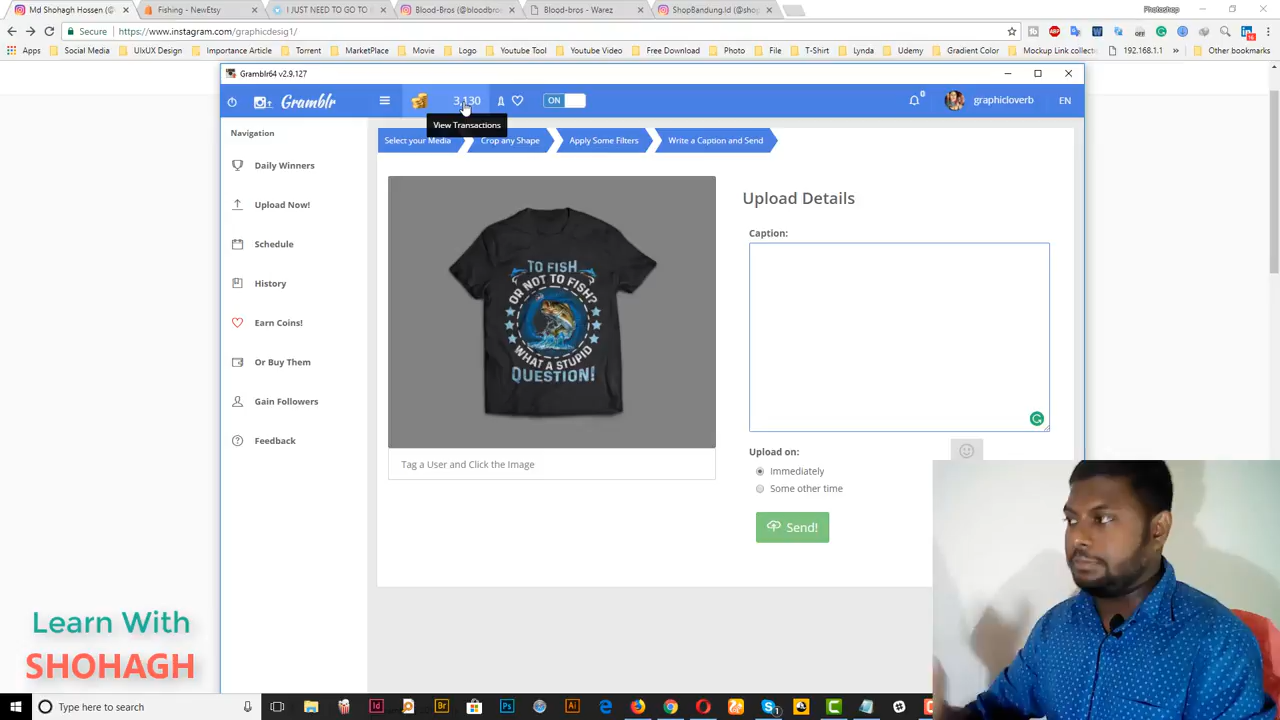 Md Shohagh Hossen (@
Fishing - NewEtsy
I JUST NEED TO GO TO
Blood-Bros (@bloodbro
Blood-bros - Warez
ShopBandung.Id (@shop
Photoshop
Secure
https://www.instagram.com/graphicdesig1/
Apps
Social Media
UIxUX Design
Importance Article
Torrent
MarketPlace
Movie
Logo
Youtube Tool
Youtube Video
Free Download
Photo
File
T-Shirt
Lynda
Udemy
Gradient Color
Mockup Link collect
192.168.1.1
Other bookmarks
Gramblr64 v2.9.127
Gramblr
3,130
ON
0
graphicloverb
EN
View Transactions
Navigation
Daily Winners
Upload Now!
Schedule
History
Earn Coins!
Or Buy Them
Gain Followers
Feedback
Select your Media
Crop any Shape
Apply Some Filters
Write a Caption and Send
TO FISH
OR NOT TO FISH?
WHAT A STUPID
QUESTION!
Tag a User and Click the Image
Upload Details
Caption:
Upload on:
Immediately
Some other time
Send!
Learn With
SHOHAGH
Type here to search